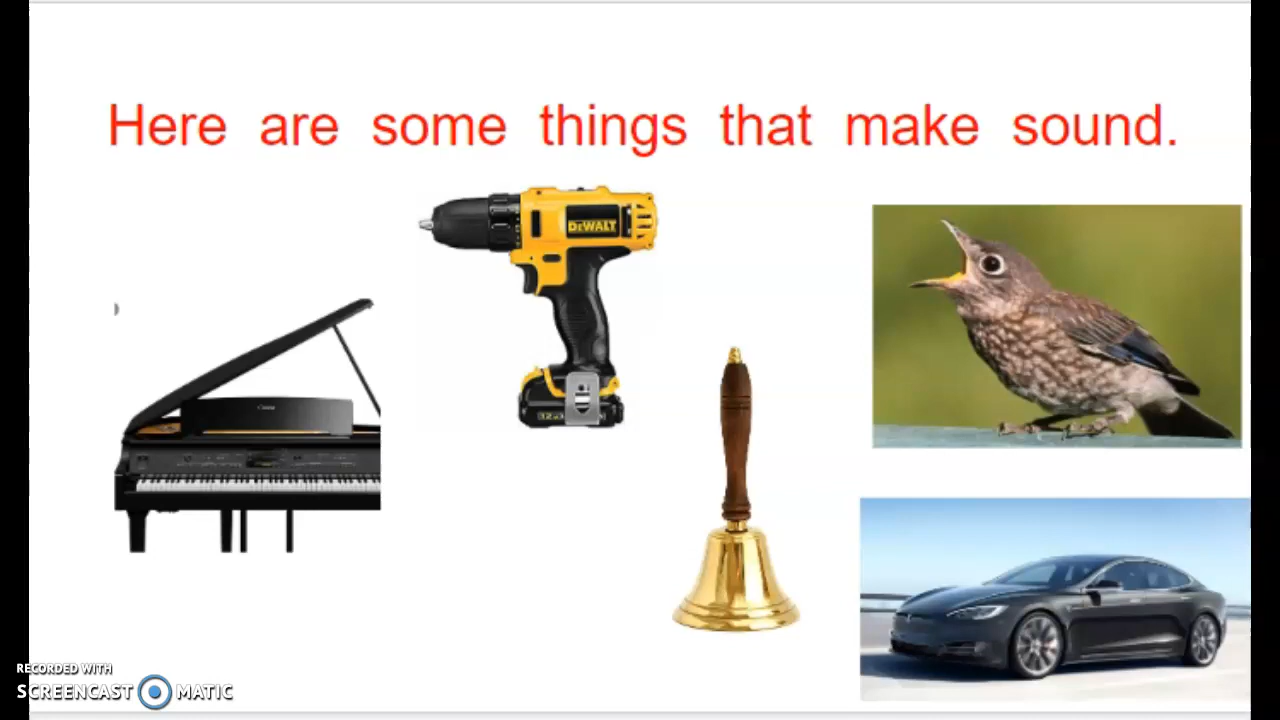 Here are some things that make sound.
DEWALT
RECORDED WITH
SCREENCAST MATIC